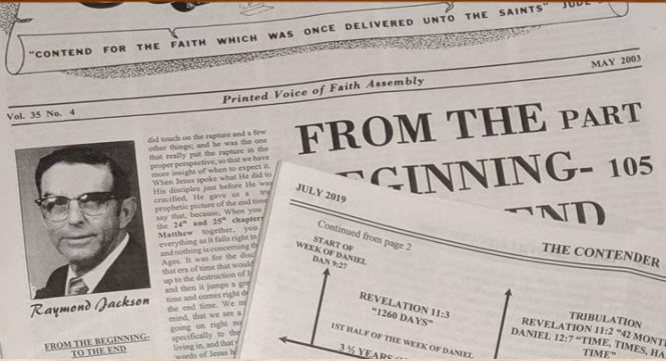 "CONTEND FOR THE FAITH WHICH WAS ONCE DELIVERED UNTO THE SAINTS" JUDE
Vol. 35 No. 4
Printed Voice of Faith Assembly
MAY 2003
FROM THE PART
BEGINNING- 105
END
Raymond Jackson
FROM THE BEGINNING-
TO THE END
did touch on the rapture and a few
other things; and he was the one
that really put the rapture in the
proper perspective, so that we have
more insight of when to expect it.
When Jesus spoke what He did to
His disciples just before He was
crucified, He gave us a
prophetic picture of the end time
say that, because, When you
the 24th and 25th chapters
Matthew together, you
everything as it falls right in
and nothing is concerning the
Ages. It was for the
that era of time that would
up to the destruction of
and then it jumps a
time and comes right
the end time. We
mind, that we see a
going on right
specifically to the
living in, and that
words of Jesus
JULY 2019
Continued from page 2
THE CONTENDER
START OF
WEEK OF DANIEL
DAN 9:27
REVELATION 11:3
"1260 DAYS"
1ST HALF OF THE WEEK OF DANIEL
3 ½ YEARS
TRIBULATION
REVELATION 11:2 "42 MONT
DANIEL 12:7 "TIME, TIMES, HA
TIME"